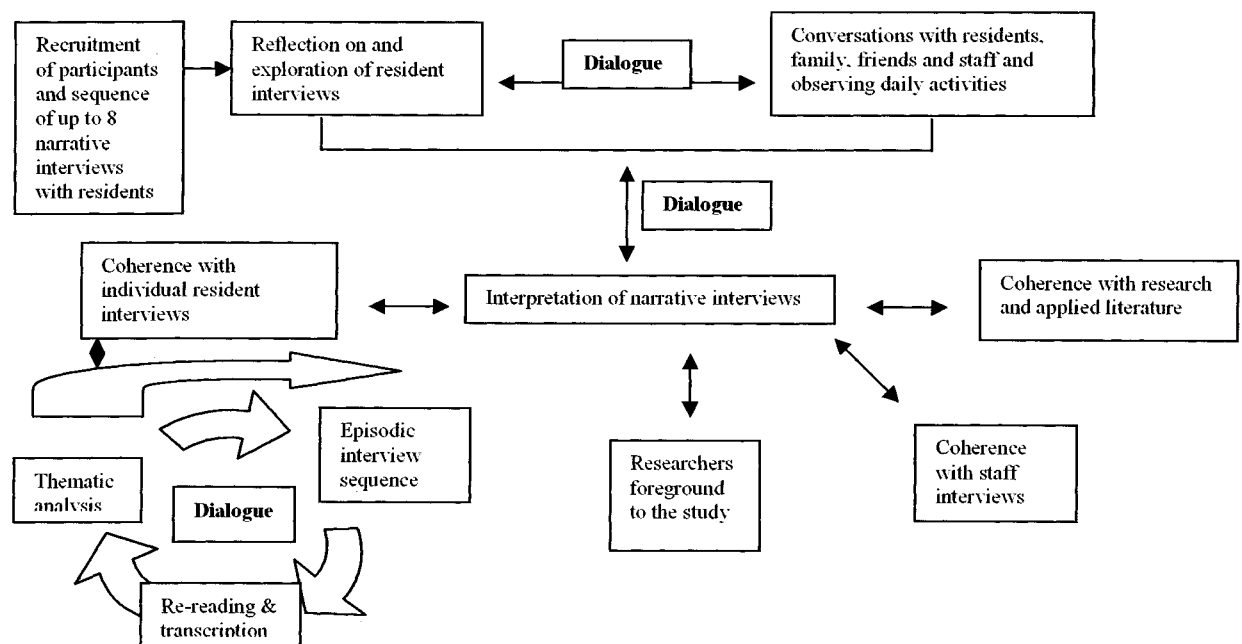 Recruitment
of participants
and sequence
of up to 8
narrative
interviews
with residents
Reflection on and
exploration of resident
interviews
Dialogue
Conversations with residents,
family, friends and staff and
observing daily activities
Dialogue
Coherence with
individual resident
interviews
Interpretation of narrative interviews
Coherence with research
and applied literature
Episodic
interview
sequence
Thematic
analysis
Dialogue
Re-reading &
transcription
Researchers
foreground
to the study
Coherence
with staff
interviews